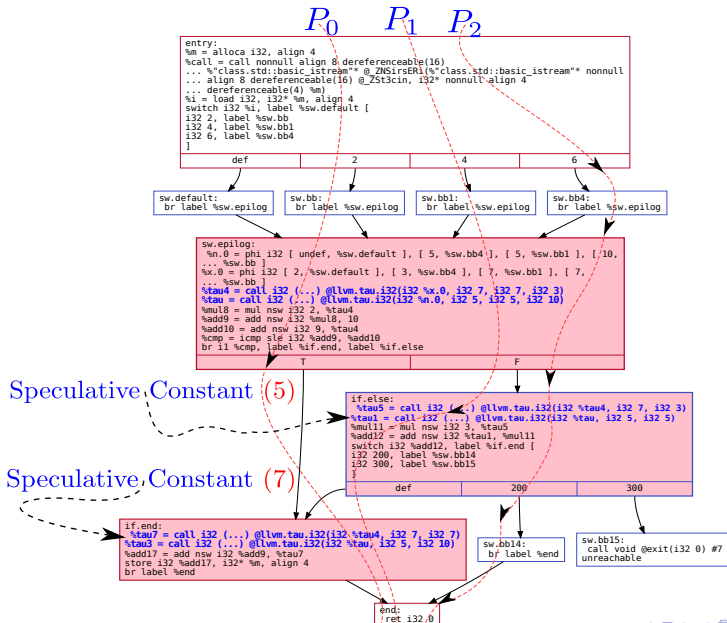 P0 P1 P2
entry:
%m = alloca i32, align 4
%call = call nonnull align 8 dereferenceable(16)
... %"class.std::basic_istream"* @_ZNSirsERi(%"class.std::basic_istream"* nonnull
... align 8 dereferenceable(16) @_ZSt3cin, i32* nonnull align 4
... dereferenceable(4) %m)
%i = load i32, i32* %m, align 4
switch i32 %i, label %sw.default [
i32 2, label %sw.bb
i32 4, label %sw.bb1
i32 6, label %sw.bb4
]
def 2 4 6
sw.default:
br label %sw.epilog
sw.bb:
br label %sw.epilog
sw.bb1:
br label %sw.epilog
sw.bb4:
br label %sw.epilog
sw.epilog:
%n.0 = phi i32 [ undef, %sw.default ], [ 5, %sw.bb4 ], [ 5, %sw.bb1 ], [ 10,
... %sw.bb ]
%x.0 = phi i32 [ 2, %sw.default ], [ 3, %sw.bb4 ], [ 7, %sw.bb1 ], [ 7,
... %sw.bb ]
%tau4 = call i32 (...) @llvm.tau.i32(i32 %x.0, i32 7, i32 7, i32 3)
%tau = call i32 (...) @llvm.tau.i32(i32 %n.0, i32 5, i32 5, i32 10)
%mul8 = mul nsw i32 2, %tau4
%add9 = add nsw i32 %mul8, 10
%add10 = add nsw i32 9, %tau4
%cmp = icmp sle i32 %add9, %add10
br i1 %cmp, label %if.end, label %if.else
T F
Speculative Constant (5)
if.else:
%tau5 = call i32 (...) @llvm.tau.i32(i32 %tau4, i32 7, i32 3)
%tau1 = call i32 (...) @llvm.tau.i32(i32 %tau, i32 5, i32 5)
%mul11 = mul nsw i32 3, %tau5
%add12 = add nsw i32 %tau1, %mul11
switch i32 %add12, label %if.end [
i32 200, label %sw.bb14
i32 300, label %sw.bb15
]
def 200 300
Speculative Constant (7)
if.end:
%tau7 = call i32 (...) @llvm.tau.i32(i32 %tau4, i32 7, i32 7)
%tau3 = call i32 (...) @llvm.tau.i32(i32 %tau, i32 5, i32 10)
%add17 = add nsw i32 %add9, %tau7
store i32 %add17, i32* %m, align 4
br label %end
sw.bb14:
br label %end
sw.bb15:
call void @exit(i32 0) #7
unreachable
end:
ret i32 0